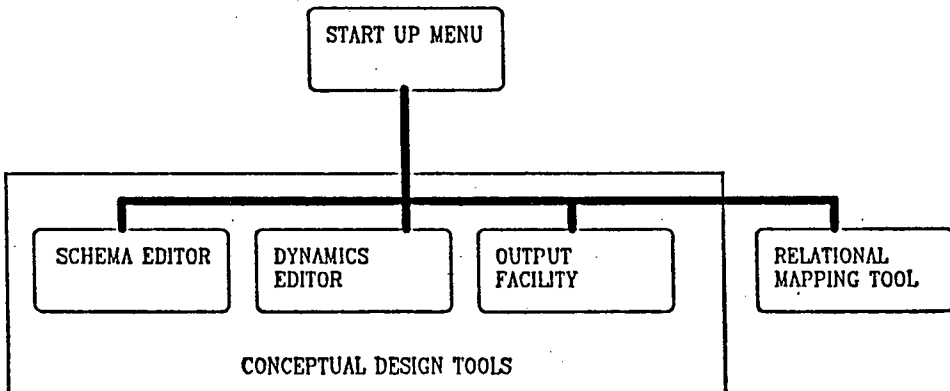 START UP MENU
SCHEMA EDITOR
DYNAMICS
EDITOR
OUTPUT
FACILITY
RELATIONAL
MAPPING TOOL
CONCEPTUAL DESIGN TOOLS